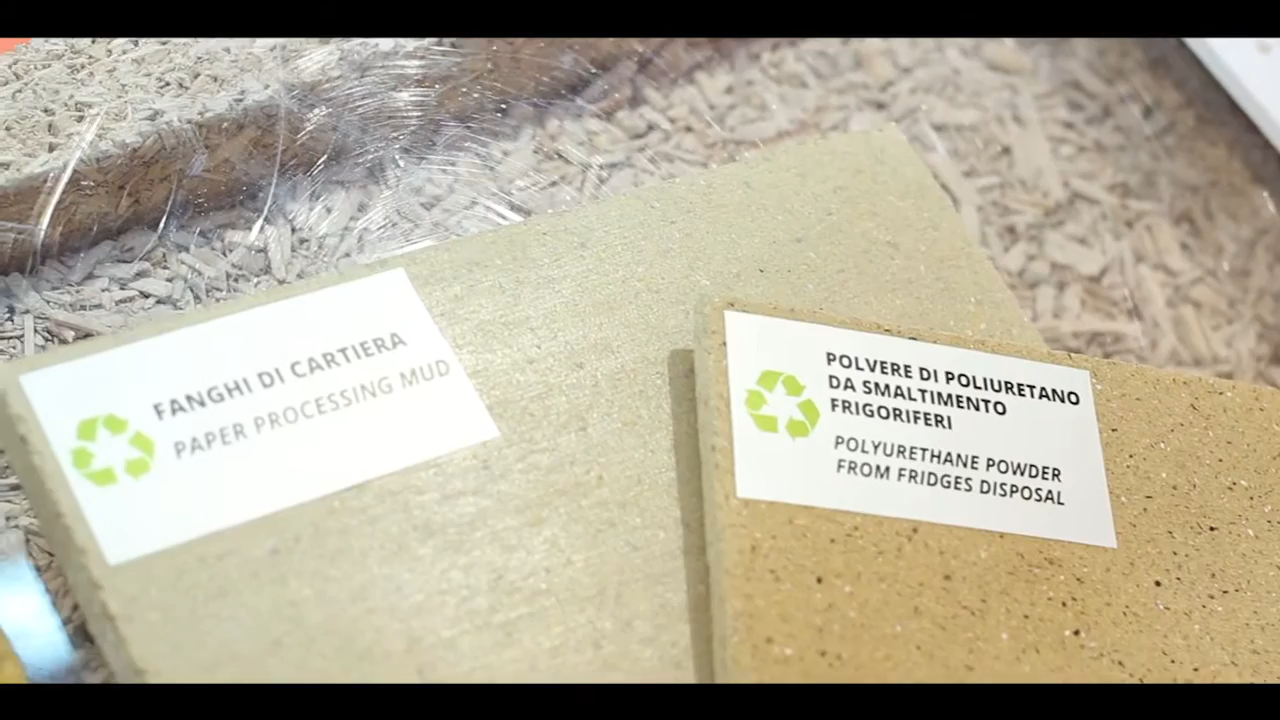 FANGHI DI CARTIERA
PAPER PROCESSING MUD
POLVERE DI POLIURETANO
DA SMALTIMENTO
FRIGORIFERI
POLYURETHANE POWDER
FROM FRIDGES DISPOSAL